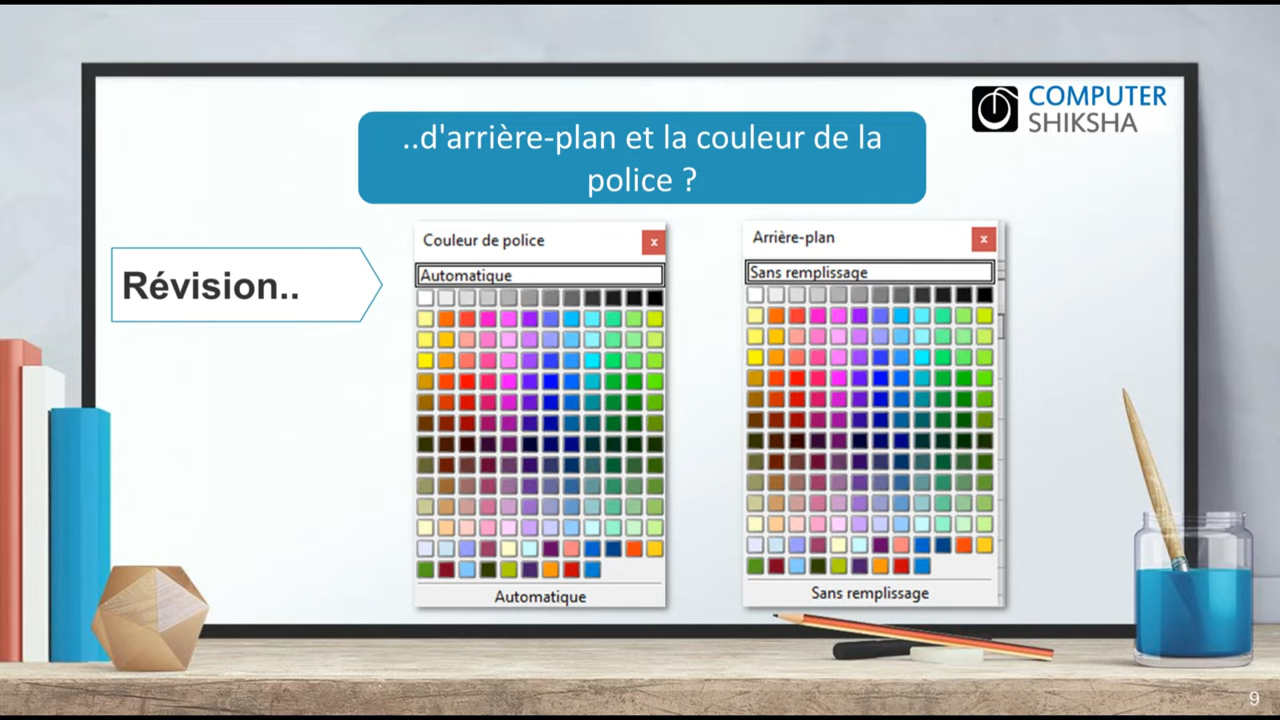 COMPUTER
SHIKSHA
..d'arrière-plan et la couleur de la
police ?
Révision..
Couleur de police
x
Automatique
Automatique
Arrière-plan
x
Sans remplissage
Sans remplissage
9